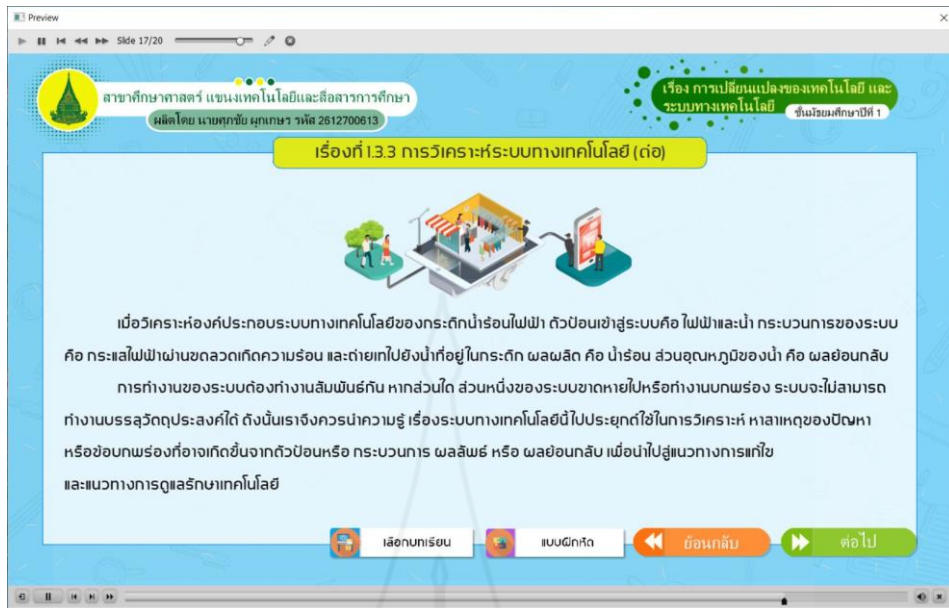 Preview
Slide 17/20
สาขาศึกษาศาสตร์ แขนงเทคโนโลยีและสื่อสารการศึกษา
ผลิตโดย นายศุภชัย ผุกเกษร รหัส 2612700613
เรื่อง การเปลี่ยนแปลงของเทคโนโลยี และ
ระบบทางเทคโนโลยี
ชั้นมัธยมศึกษาปีที่ 1
เรื่องที่ 1.3.3 การวิเคราะห์ระบบทางเทคโนโลยี (ต่อ)
เมื่อวิเคราะห์องค์ประกอบระบบทางเทคโนโลยีของกระติกน้ำร้อนไฟฟ้า ตัวป้อนเข้าสู่ระบบคือ ไฟฟ้าและน้ำ กระบวนการของระบบ
คือ กระแสไฟฟ้าผ่านขดลวดเกิดความร้อน และถ่ายเทไปยังน้ำที่อยู่ในกระติก ผลผลิต คือ น้ำร้อน ส่วนอุณหภูมิของน้ำ คือ ผลย้อนกลับ
การทำงานของระบบต้องทำงานสัมพันธ์กัน หากส่วนใด ส่วนหนึ่งของระบบขาดหายไปหรือทำงานบกพร่อง ระบบจะไม่สามารถ
ทำงานบรรลุวัตถุประสงค์ได้ ดังนั้นเราจึงควรนำความรู้ เรื่องระบบทางเทคโนโลยีนี้ไปประยุกต์ใช้ในการวิเคราะห์ หาสาเหตุของปัญหา
หรือข้อบกพร่องที่อาจเกิดขึ้นจากตัวป้อนหรือ กระบวนการ ผลลัพธ์ หรือ ผลย้อนกลับ เพื่อนำไปสู่แนวทางการแก้ไข
และแนวทางการดูแลรักษาเทคโนโลยี
เลือกบทเรียน
แบบฝึกหัด
ย้อนกลับ
ต่อไป